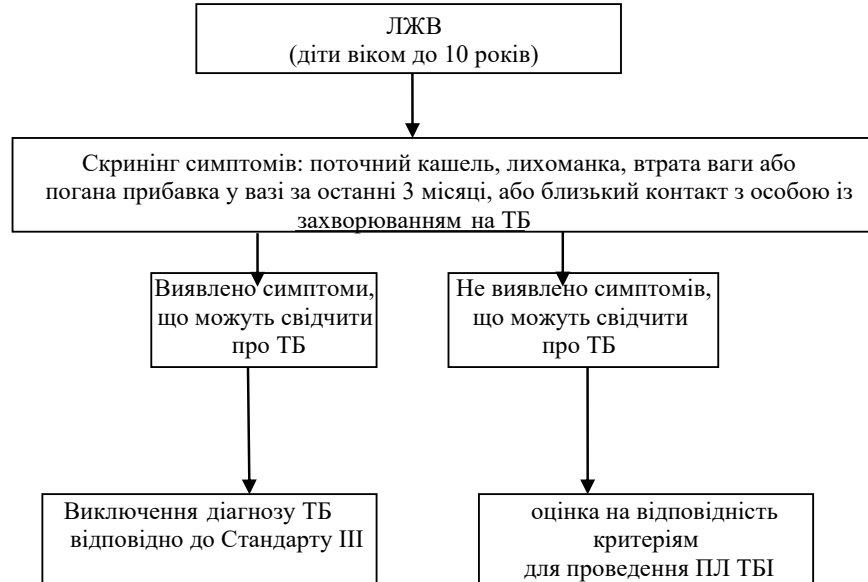 ЛЖВ
(діти віком до 10 років)
Скринінг симптомів: поточний кашель, лихоманка, втрата ваги або
погана прибавка у вазі за останні 3 місяці, або близький контакт з особою із
захворюванням на ТБ
Виявлено симптоми,
що можуть свідчити
про ТБ
Не виявлено симптомів,
що можуть свідчити
про ТБ
Виключення діагнозу ТБ
відповідно до Стандарту ІІІ
оцінка на відповідність
критеріям
для проведення ПЛ ТБІ